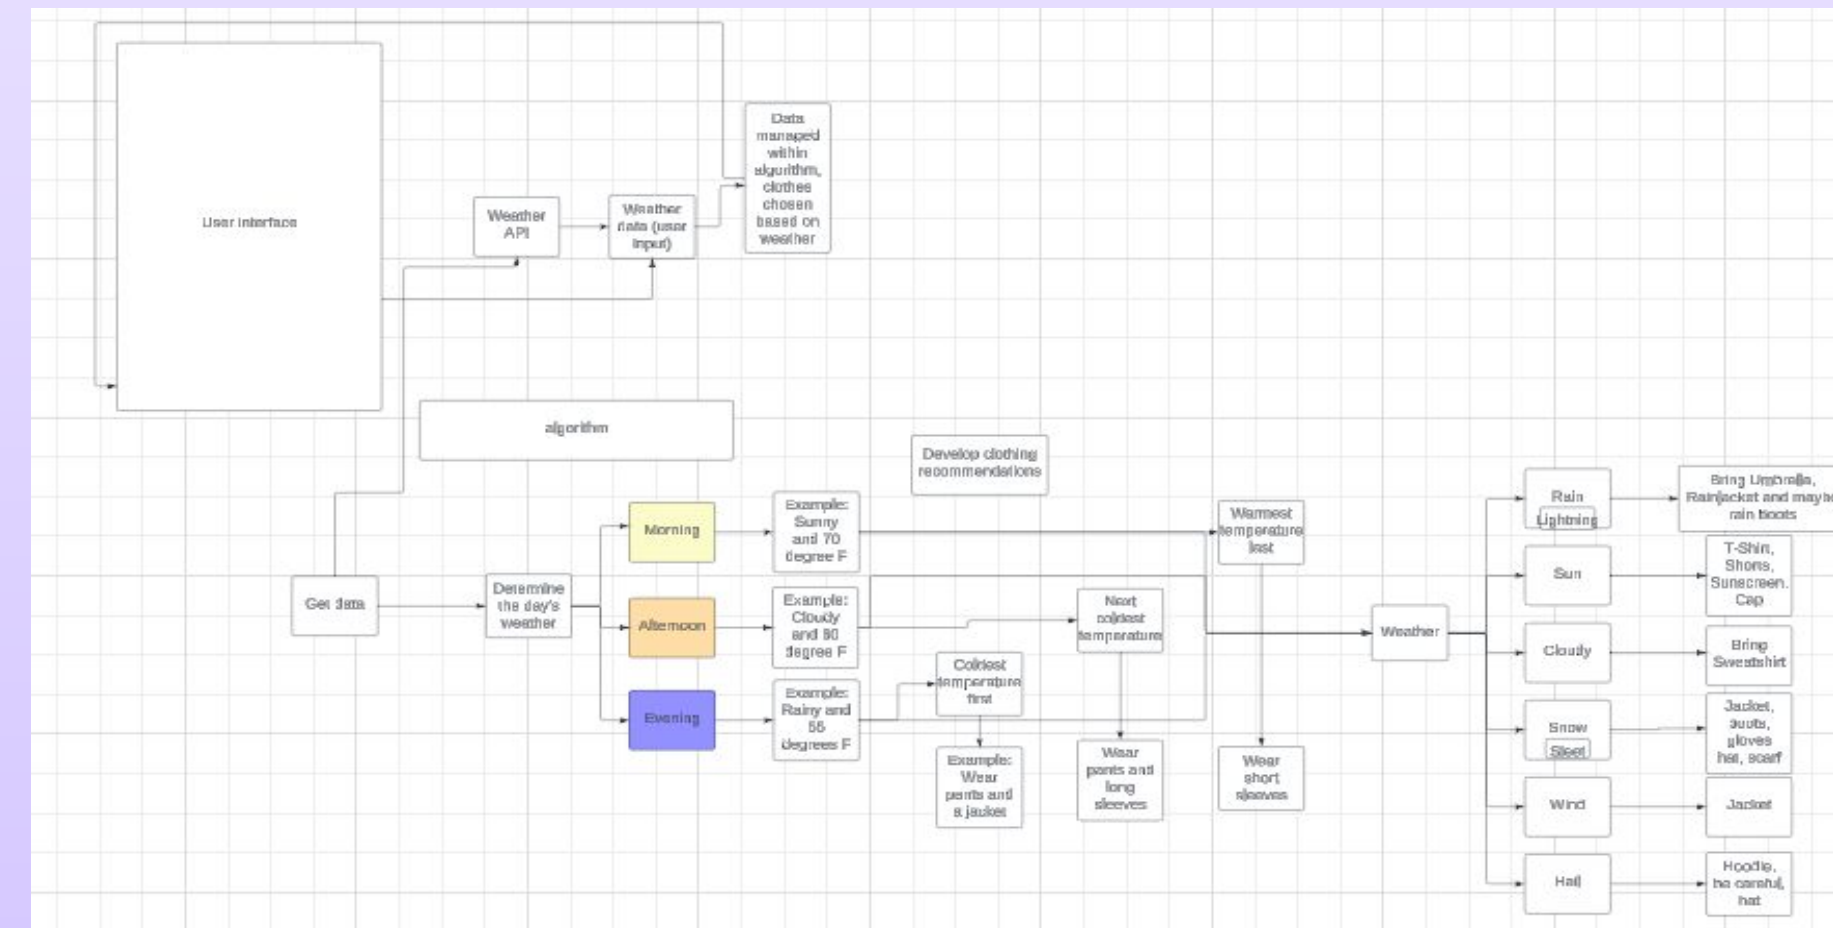 User interface
Weather
API
Weather
data (user
input)
Data
managed
within
algorithm,
clothes
chosen
based on
weather
algorithm
Develop clothing
recommendations
Get data
Determine
the day's
weather
Morning
Afternoon
Evening
Example:
Sunny
and 70
degree F
Example:
Cloudy
and
degree F
Example:
Rainy and
degrees F
Coldest
temperature
first
Next
coldest
temperature
Warmest
temperature
last
Example:
Wear
pants and
a jacket
Wear
pants and
long
sleeves
Wear
short
sleeves
Weather
Rain
Lightning
Sun
Cloudy
Snow
Sleet
Wind
Hail
Bring Umbrella,
Rainjacket and
rain boots
T-Shirt,
Shorts,
Sunscreen.
Cap
Bring
Sweatshirt
Jacket,
boots,
gloves
hat, scarf
Jacket
Hoodie,
be careful,
hat